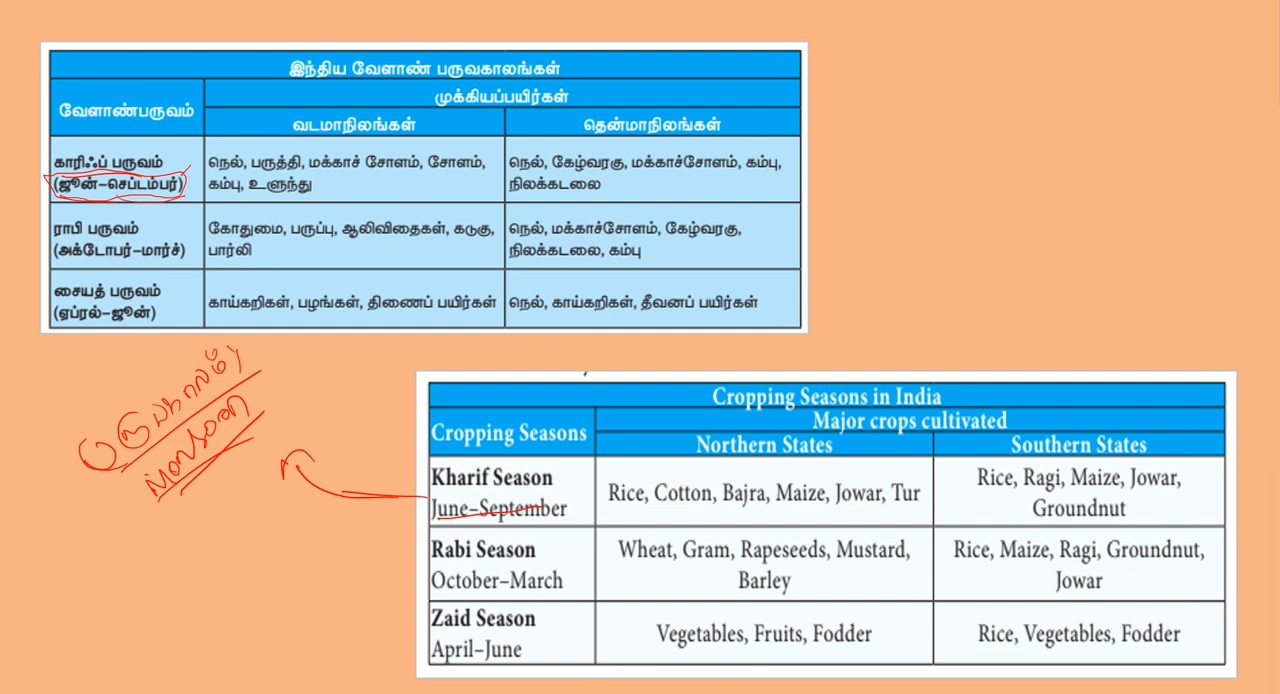 இந்திய வேளாண் பருவகாலங்கள்
வேளாண்பருவம்
முக்கியப்பயிர்கள்
வடமாநிலங்கள்
தென்மாநிலங்கள்
காரிஃப் பருவம்
(ஜூன்–செப்டம்பர்)
நெல், பருத்தி, மக்காச் சோளம், சோளம்,
கம்பு, உளுந்து
நெல், கேழ்வரகு, மக்காச்சோளம், கம்பு,
நிலக்கடலை
ராபி பருவம்
(அக்டோபர்–மார்ச்)
கோதுமை, பருப்பு, ஆலிவிதைகள், கடுகு,
பார்லி
நெல், மக்காச்சோளம், கேழ்வரகு,
நிலக்கடலை, கம்பு
சையத் பருவம்
(ஏப்ரல்–ஜூன்)
காய்கறிகள், பழங்கள், திணைப் பயிர்கள்
நெல், காய்கறிகள், தீவனப் பயிர்கள்
Monsoon
Cropping Seasons in India
Cropping Seasons
Major crops cultivated
Northern States
Southern States
Kharif Season
June–September
Rice, Cotton, Bajra, Maize, Jowar, Tur
Rice, Ragi, Maize, Jowar,
Groundnut
Rabi Season
October–March
Wheat, Gram, Rapeseeds, Mustard,
Barley
Rice, Maize, Ragi, Groundnut,
Jowar
Zaid Season
April–June
Vegetables, Fruits, Fodder
Rice, Vegetables, Fodder